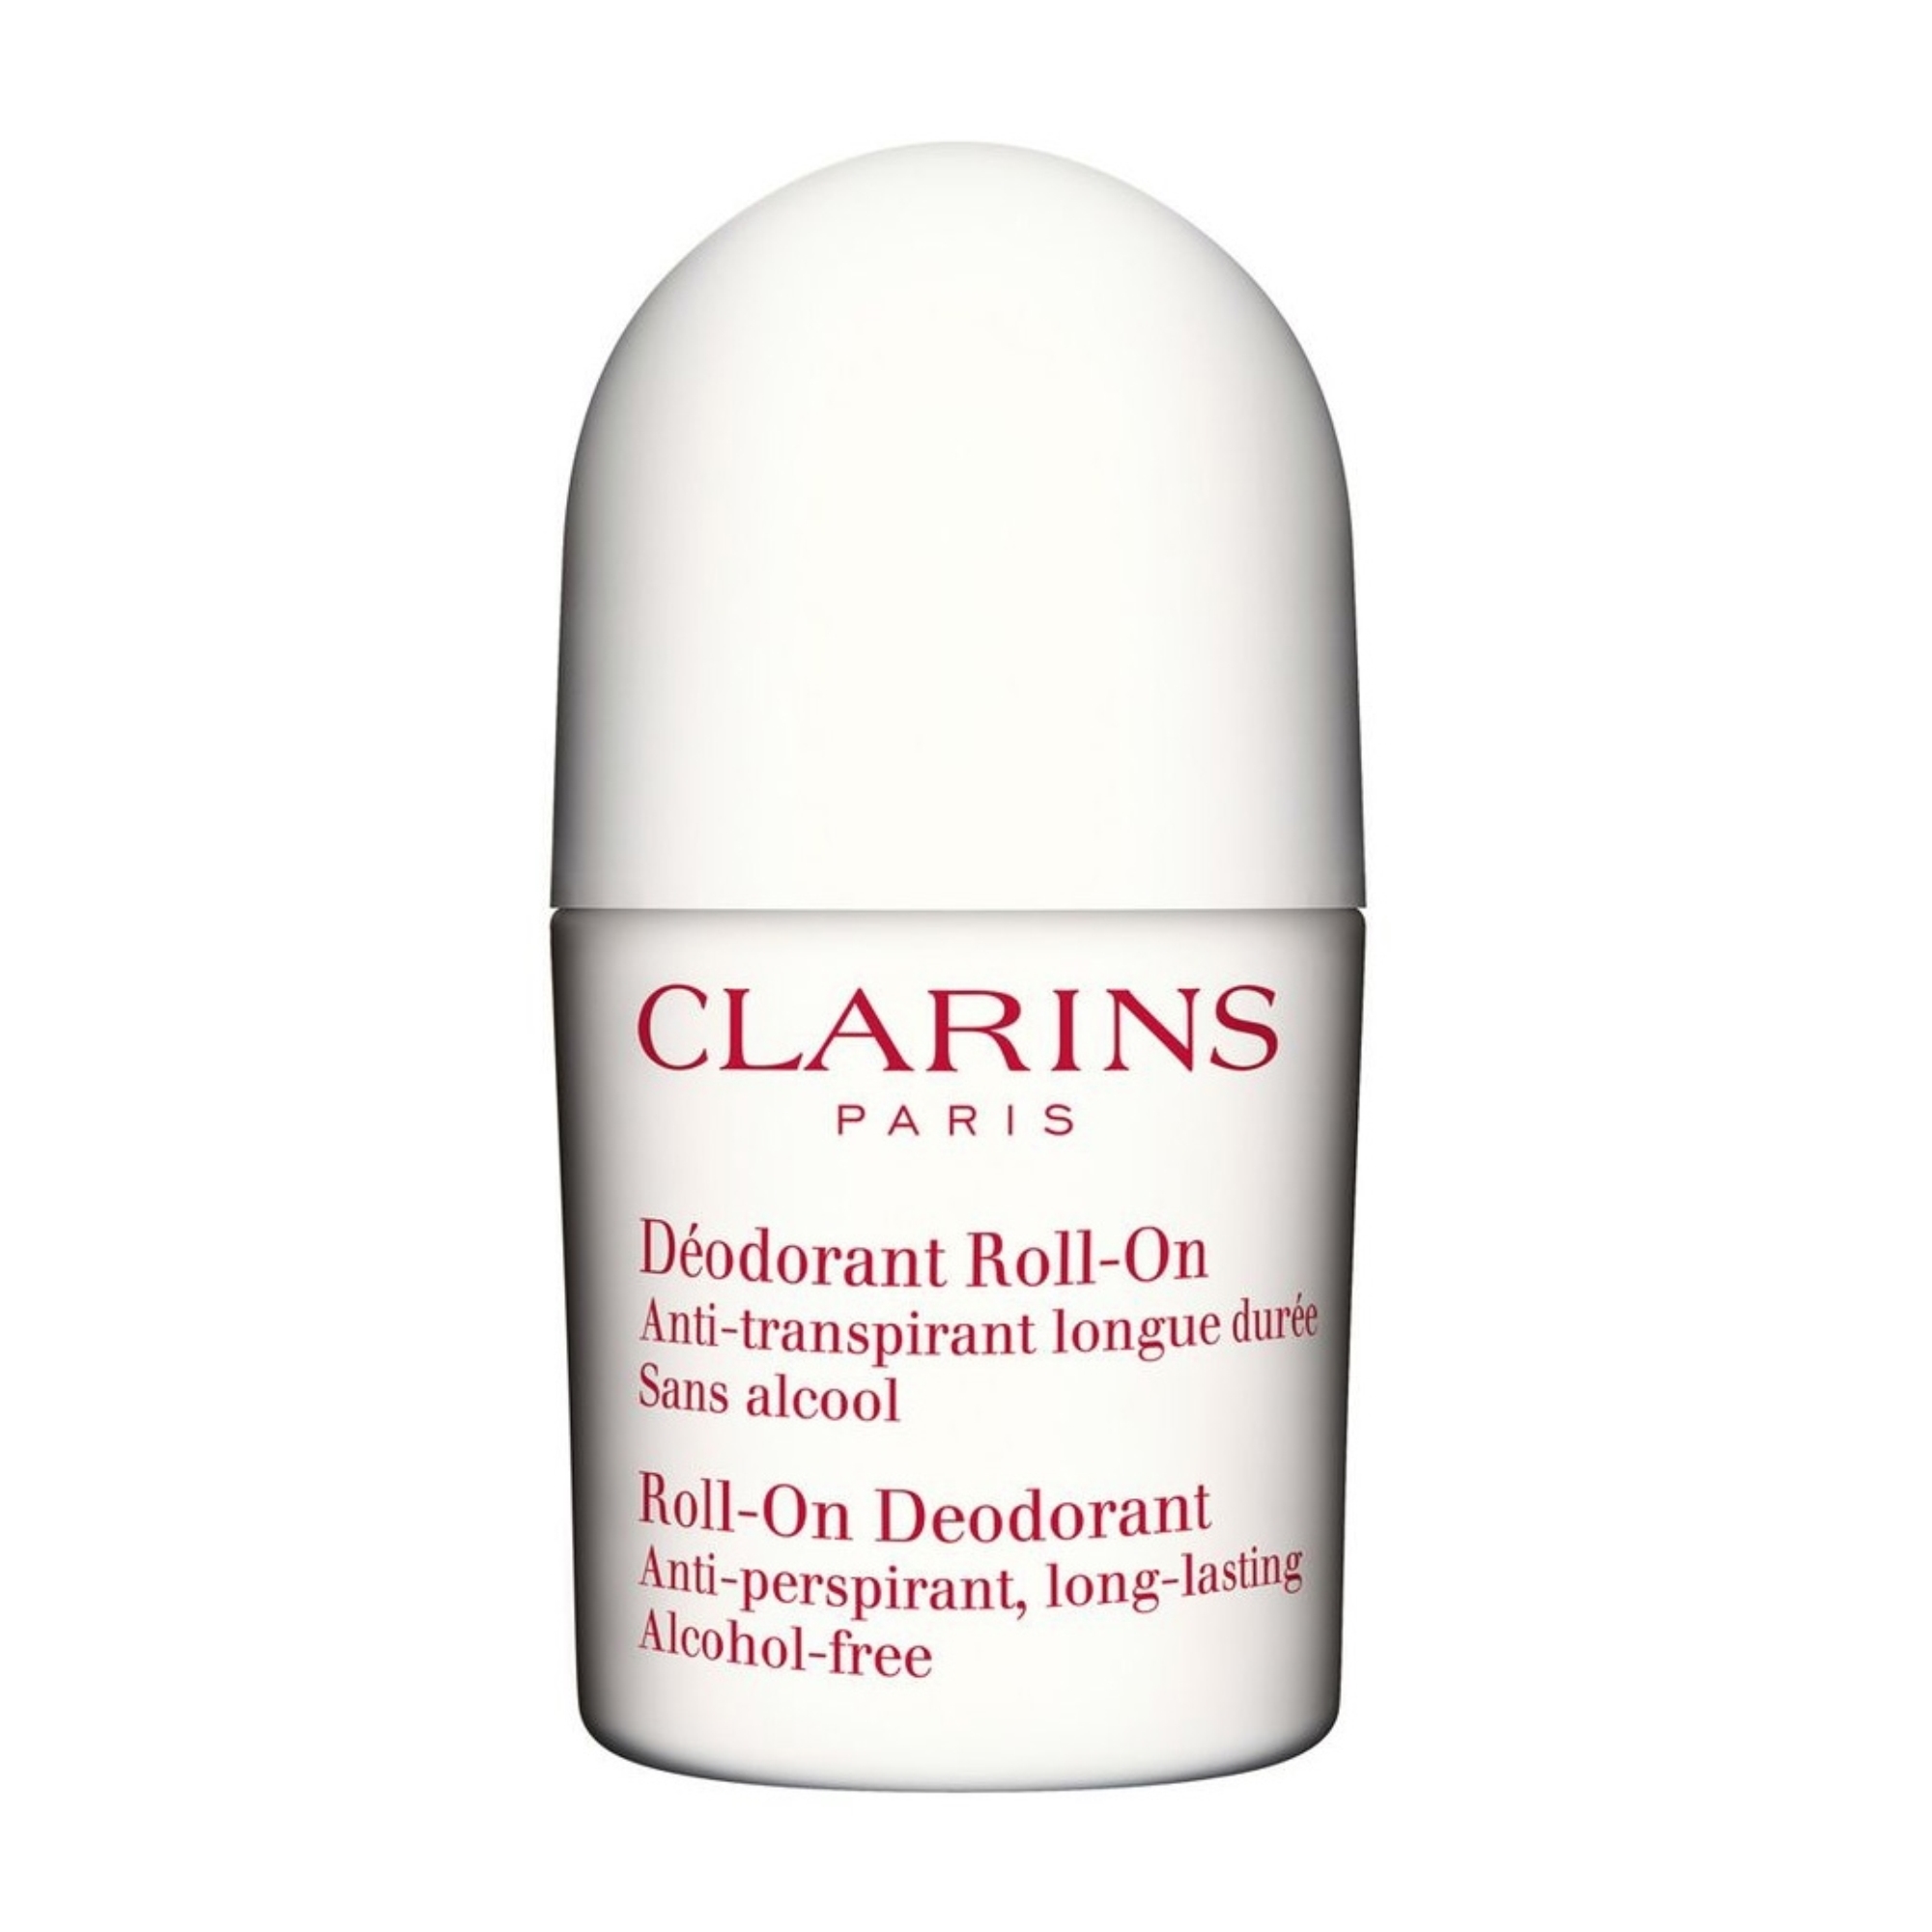 CLARINS
PARIS
Déodorant Roll-On
Anti-transpirant longue durée
Sans alcool
Roll-On Deodorant
Anti-perspirant, long-lasting
Alcohol-free